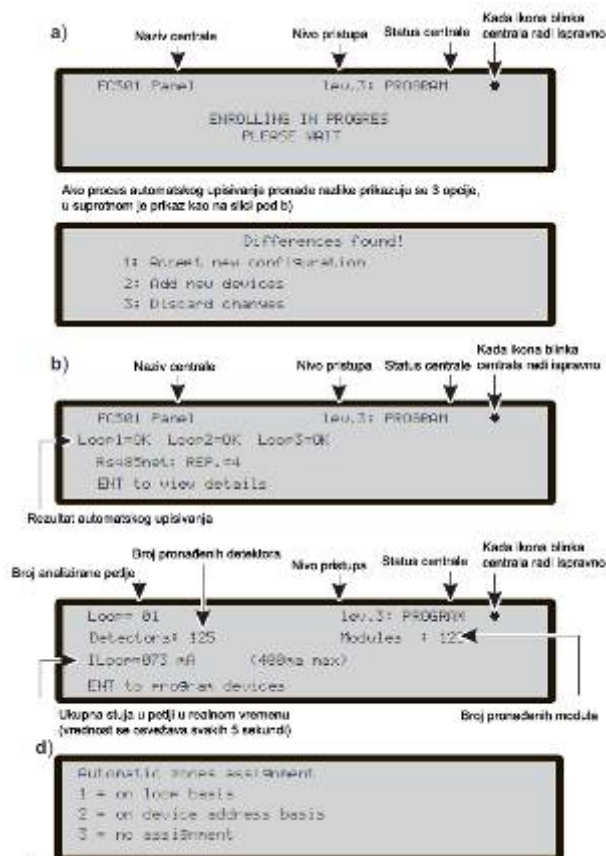 a)
Naziv centrale
Nivo pristupa
Status centrale
Kada ikona blinka
centrala radi ispravno
FC501 Panel lev.3: PROGRAM
ENROLLING IN PROGRES
PLEASE WAIT
Ako proces automatskog upisivanja pronađe razlike prikazuju se 3 opcije,
u suprotnom je prikaz kao na slici pod b)
Differences found!
1: Accept new configuration
2: Add new devices
3: Discard changes
b)
Naziv centrale
Nivo pristupa
Status centrale
Kada ikona blinka
centrala radi ispravno
FC501 Panel lev.3: PROGRAM
Loop1=OK Loop2=OK Loop3=OK
Rs485net: REP.=4
ENT to view details
Rezultat automatskog upisivanja
Broj analizirane petlje
Broj pronađenih detektora
Nivo pristupa
Status centrale
Kada ikona blinka
centrala radi ispravno
Loop= 01 lev.3: PROGRAM
Detectors: 125 Modules : 123
ILoop=073 mA (400ma max)
ENT to program devices
Ukupna stuja u petlji u realnom vremenu
(vrednost se osvežava svakih 5 sekundi)
Broj pronađenih modula
d)
Automatic zones assignment
1 = on loop basis
2 = on device address basis
3 = no assignment